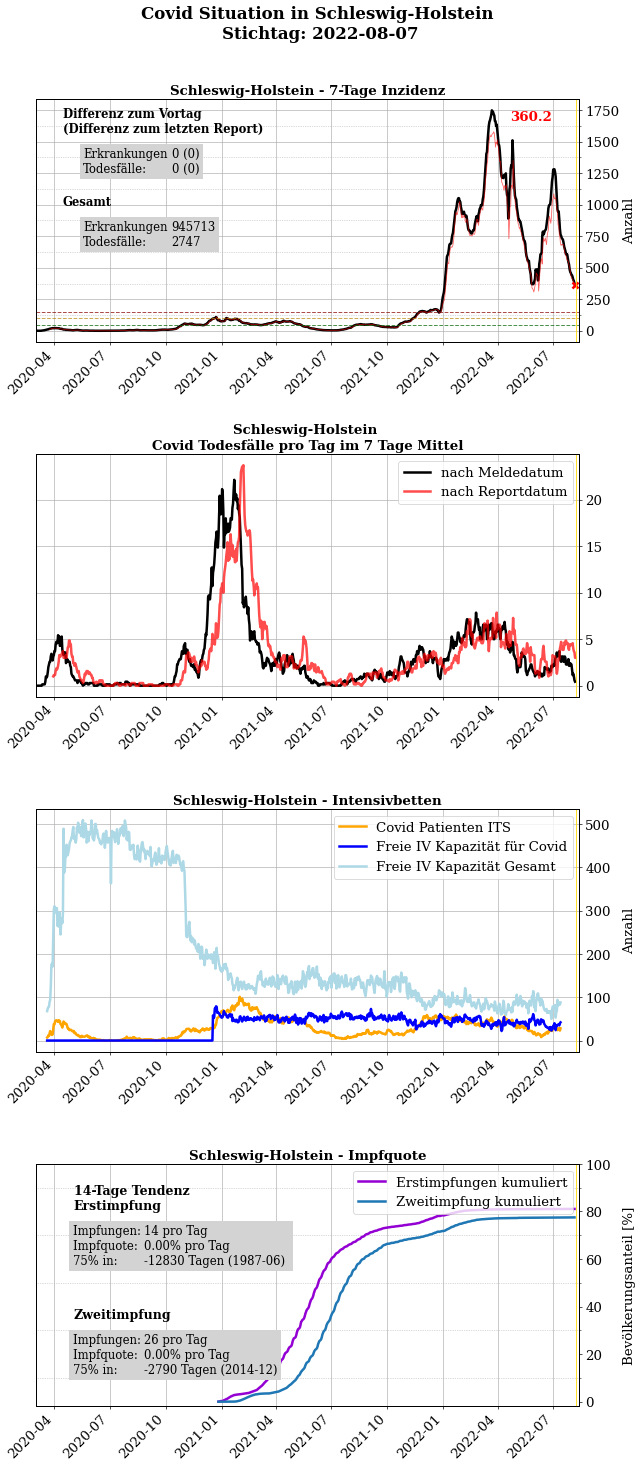 Covid Situation in Schleswig-Holstein
Stichtag: 2022-08-07
Schleswig-Holstein - 7-Tage Inzidenz
Differenz zum Vortag
(Differenz zum letzten Report)
Erkrankungen 0 (0)
Todesfälle: 0 (0)
Gesamt
Erkrankungen 945713
Todesfälle: 2747
360.2
1750
1500
1250
1000
750
500
250
0
Anzahl
2020-04
2020-07
2020-10
2021-01
2021-04
2021-07
2021-10
2022-01
2022-04
2022-07
Schleswig-Holstein
Covid Todesfälle pro Tag im 7 Tage Mittel
nach Meldedatum
nach Reportdatum
20
15
10
5
0
2020-04
2020-07
2020-10
2021-01
2021-04
2021-07
2021-10
2022-01
2022-04
2022-07
Schleswig-Holstein - Intensivbetten
Covid Patienten ITS
Freie IV Kapazität für Covid
Freie IV Kapazität Gesamt
500
400
300
200
100
0
Anzahl
2020-04
2020-07
2020-10
2021-01
2021-04
2021-07
2021-10
2022-01
2022-04
2022-07
Schleswig-Holstein - Impfquote
14-Tage Tendenz
Erstimpfung
Impfungen: 14 pro Tag
Impfquote: 0.00% pro Tag
75% in: -12830 Tagen (1987-06)
Zweitimpfung
Impfungen: 26 pro Tag
Impfquote: 0.00% pro Tag
75% in: -2790 Tagen (2014-12)
Erstimpfungen kumuliert
Zweitimpfung kumuliert
100
80
60
40
20
0
Bevölkerungsanteil [%]
2020-04
2020-07
2020-10
2021-01
2021-04
2021-07
2021-10
2022-01
2022-04
2022-07